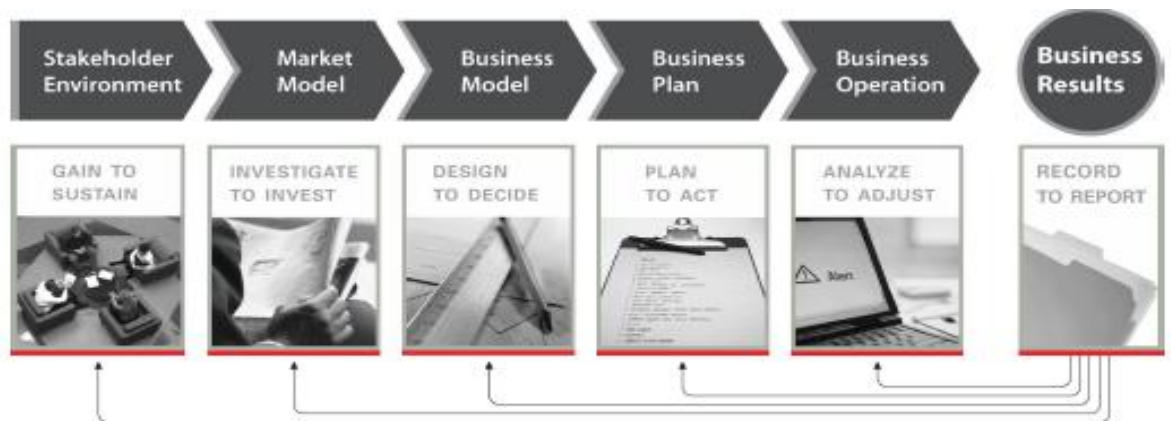 Stakeholder
Environment
Market
Model
Business
Model
Business
Plan
Business
Operation
Business
Results
GAIN TO
SUSTAIN
INVESTIGATE
TO INVEST
DESIGN
TO DECIDE
PLAN
TO ACT
ANALYZE
TO ADJUST
RECORD
TO REPORT
Alert